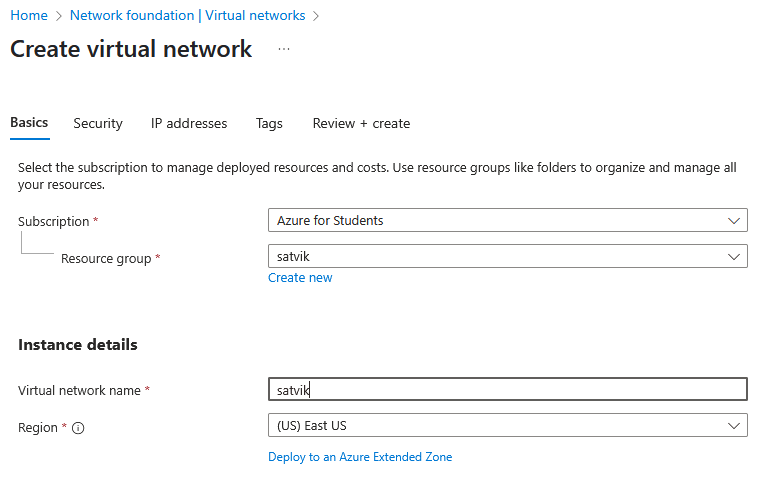 Home > Network foundation | Virtual networks >
Create virtual network ...
Basics Security IP addresses Tags Review + create
Select the subscription to manage deployed resources and costs. Use resource groups like folders to organize and manage all
your resources.
Subscription * Azure for Students
Resource group * satvik
Create new
Instance details
Virtual network name * satvik
Region * (US) East US
Deploy to an Azure Extended Zone